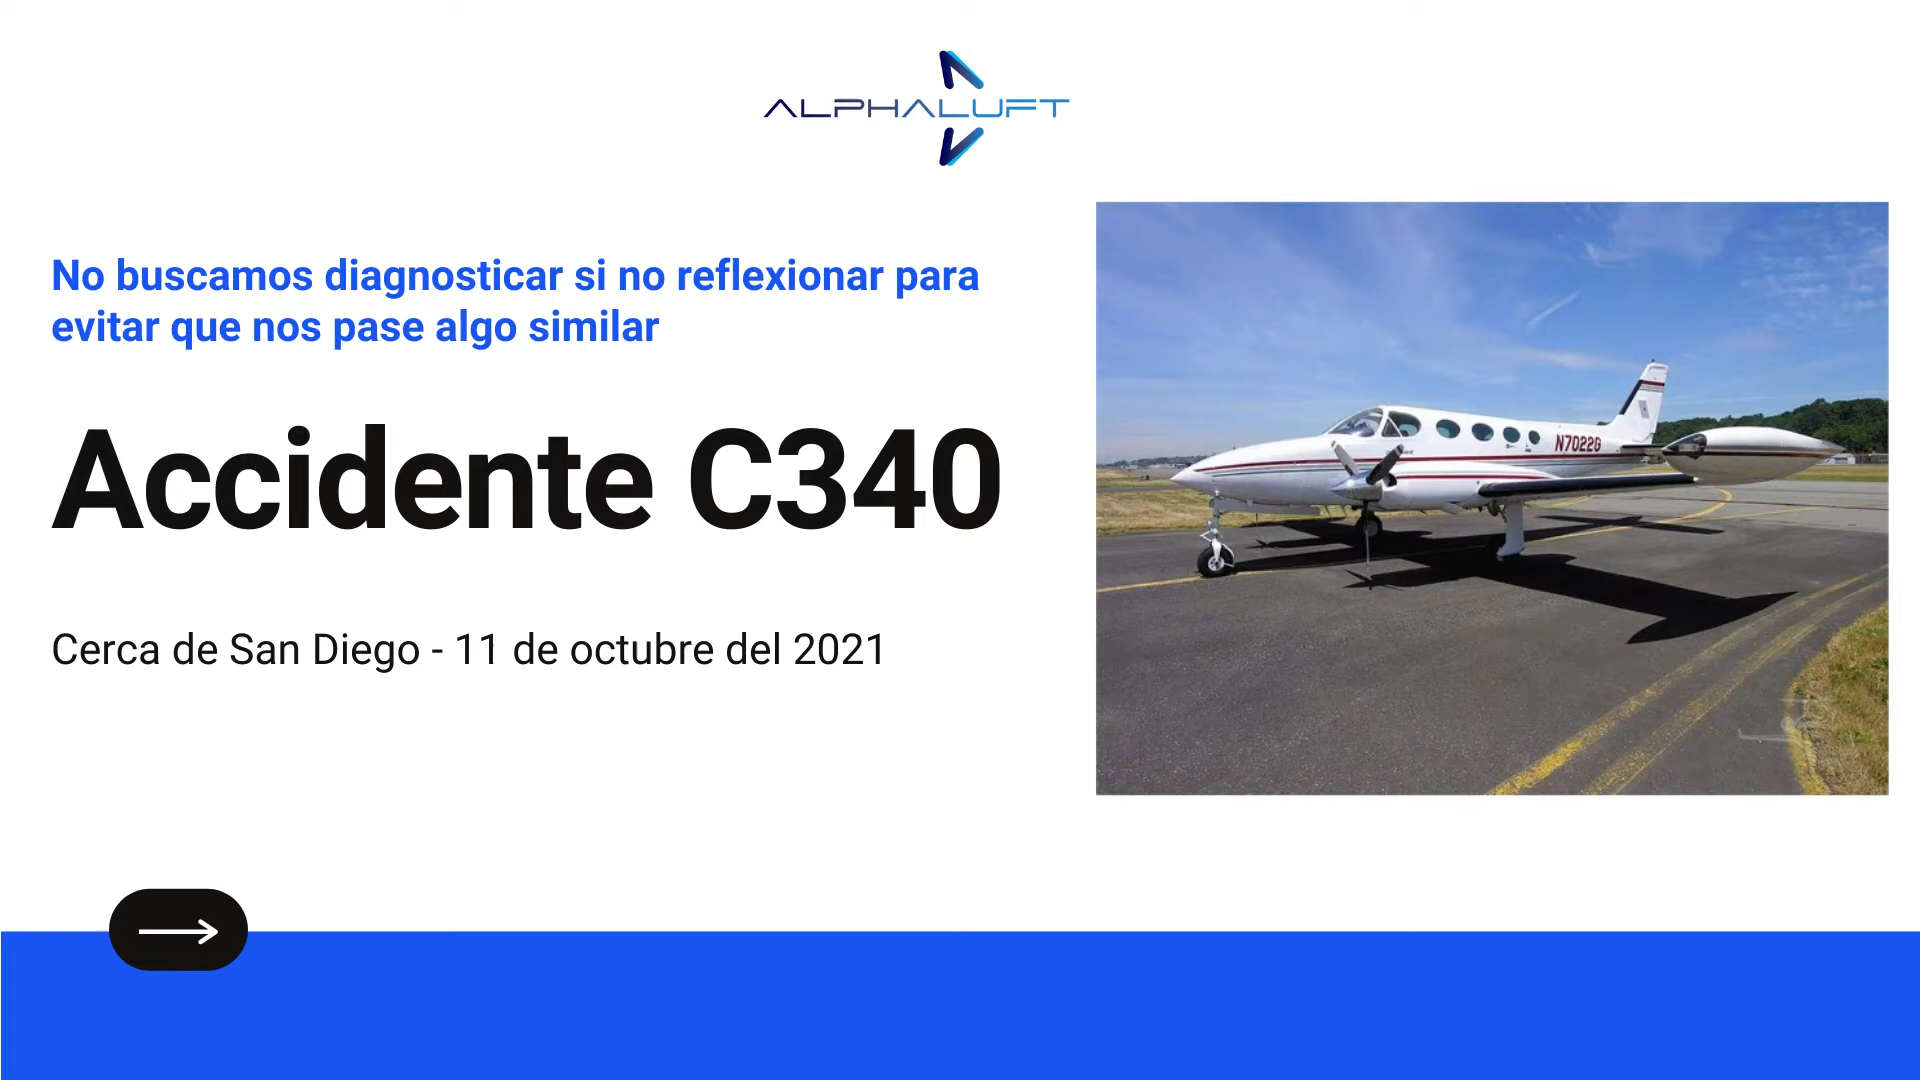 ALPHALUFT
No buscamos diagnosticar si no reflexionar para
evitar que nos pase algo similar
Accidente C340
N7022G
Cerca de San Diego - 11 de octubre del 2021